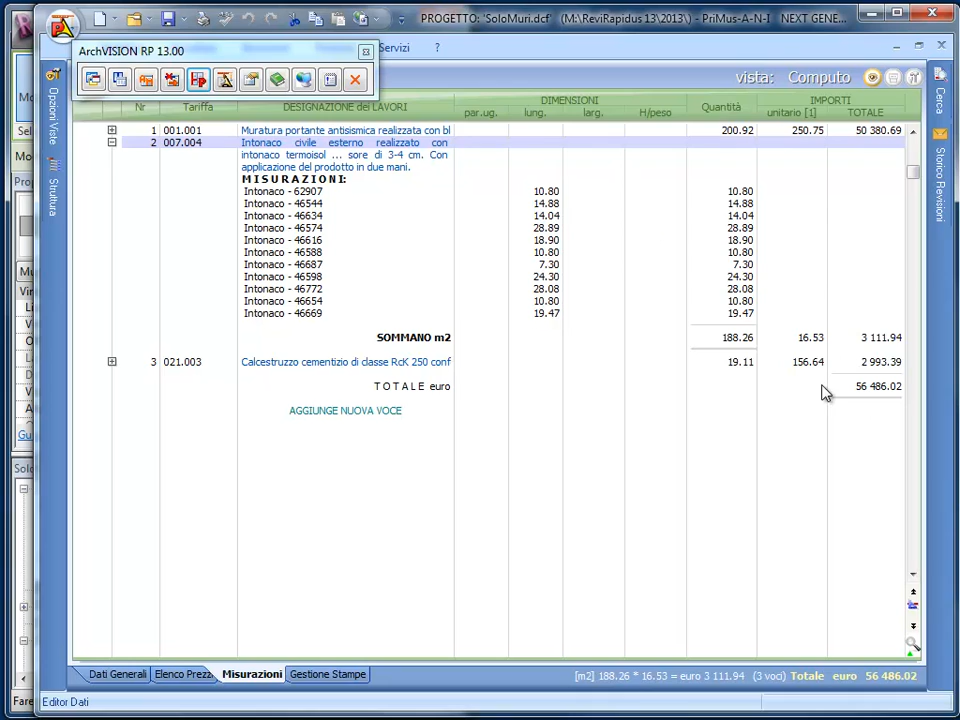 PROGETTO: 'SoloMuri.dcf' (M:\ReviRapidus 13\2013\) - PriMus-A-N-I NEXT GENE
ArchVISION RP 13.00
Servizi ?
vista: Computo
Opzioni Viste
Struttura
Cerca
Storico Revisioni
Nr Tariffa DESIGNAZIONE dei LAVORI DIMENSIONI Quantità IMPORTI
par.ug. lung. larg. H/peso unitario [1] TOTALE
1 001.001 Muratura portante antisismica realizzata con bl 200.92 250.75 50 380.69
2 007.004 Intonaco civile esterno realizzato con
intonaco termoisol ... sore di 3-4 cm. Con
applicazione del prodotto in due mani.
MISURAZIONI:
Intonaco - 62907 10.80 10.80
Intonaco - 46544 14.88 14.88
Intonaco - 46634 14.04 14.04
Intonaco - 46574 28.89 28.89
Intonaco - 46616 18.90 18.90
Intonaco - 46588 10.80 10.80
Intonaco - 46687 7.30 7.30
Intonaco - 46598 24.30 24.30
Intonaco - 46772 28.08 28.08
Intonaco - 46654 10.80 10.80
Intonaco - 46669 19.47 19.47
SOMMANO m2 188.26 16.53 3 111.94
3 021.003 Calcestruzzo cementizio di classe RcK 250 conf 19.11 156.64 2 993.39
TOTALE euro 56 486.02
AGGIUNGE NUOVA VOCE
Dati Generali Elenco Prezz Misurazioni Gestione Stampe
[m2] 188.26 * 16.53 = euro 3 111.94 (3 voci) Totale euro 56 486.02
Editor Dati
Mo
Sel
Mo
Prop
Mu
Vir
Gu
Solo
Fare